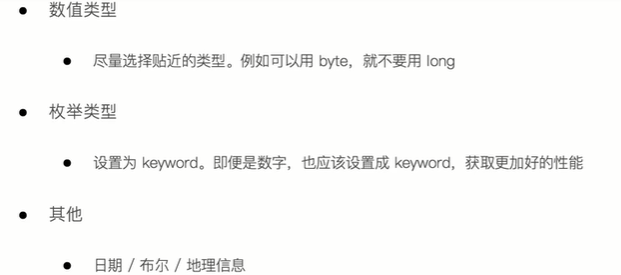 数值类型
尽量选择贴近的类型。例如可以用 byte，就不要用 long
枚举类型
设置为 keyword。即便是数字，也应该设置成 keyword，获取更加好的性能
其他
日期 / 布尔 / 地理信息